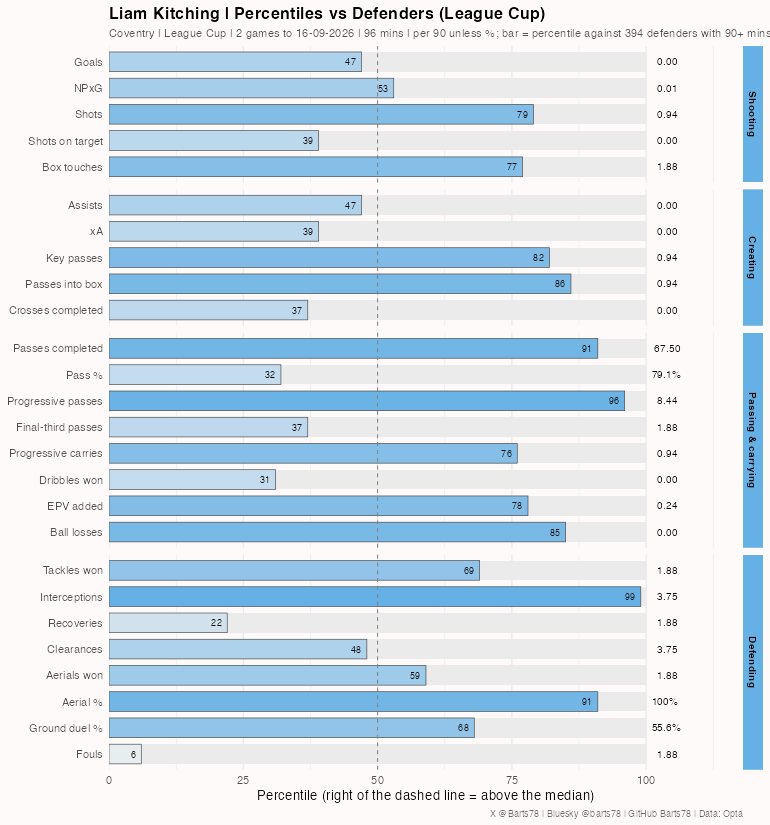 Liam Kitching | Percentiles vs Defenders (League Cup)
Coventry | League Cup | 2 games to 16-09-2026 | 96 mins | per 90 unless %; bar = percentile against 394 defenders with 90+ mins
Goals 47 0.00
NPxG 53 0.01
Shots 79 0.94
Shots on target 39 0.00
Box touches 77 1.88
Shooting
Assists 47 0.00
xA 39 0.00
Key passes 82 0.94
Passes into box 86 0.94
Crosses completed 37 0.00
Creating
Passes completed 91 67.50
Pass % 32 79.1%
Progressive passes 96 8.44
Final-third passes 37 1.88
Progressive carries 76 0.94
Dribbles won 31 0.00
EPV added 78 0.24
Ball losses 85 0.00
Passing & carrying
Tackles won 69 1.88
Interceptions 99 3.75
Recoveries 22 1.88
Clearances 48 3.75
Aerials won 59 1.88
Aerial % 91 100%
Ground duel % 68 55.6%
Fouls 6 1.88
Defending
0 25 50 75 100
Percentile (right of the dashed line = above the median)
X @Barts78 | Bluesky @barts78 | GitHub Barts78 | Data: Opta